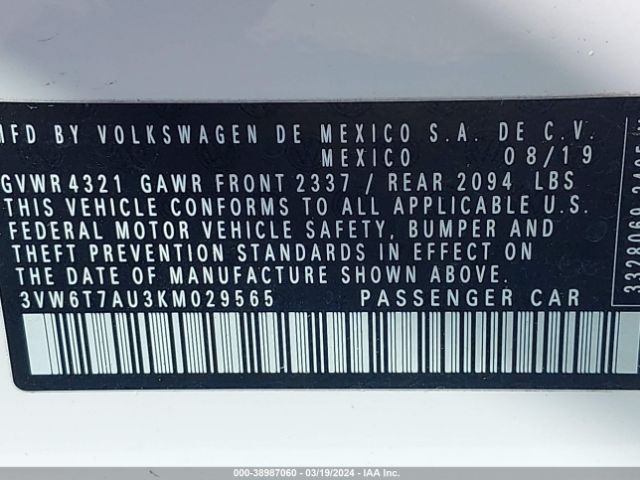 MFD BY VOLKSWAGEN DE MEXICO S.A. DE C.V.
MEXICO 08/19
GVWR 4321 GAWR FRONT 2337 / REAR 2094 LBS
THIS VEHICLE CONFORMS TO ALL APPLICABLE U.S.
FEDERAL MOTOR VEHICLE SAFETY, BUMPER AND
THEFT PREVENTION STANDARDS IN EFFECT ON
THE DATE OF MANUFACTURE SHOWN ABOVE.
3VW6T7AU3KM029565 PASSENGER CAR
000-38987060 - 03/19/2024 - IAA Inc.